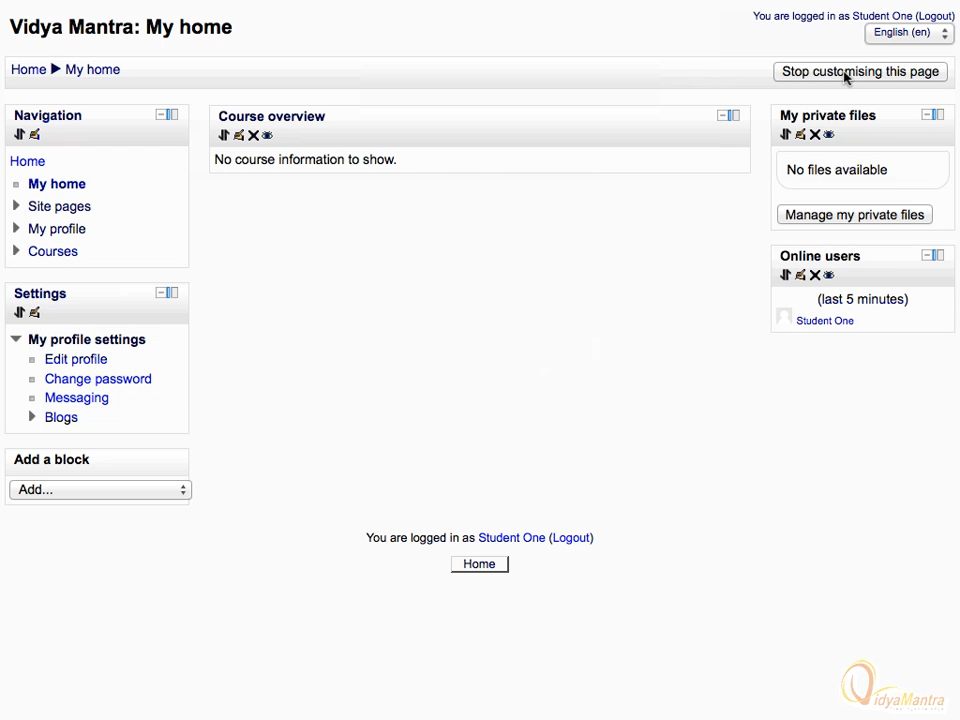 Vidya Mantra: My home
You are logged in as Student One (Logout)
English (en)
Home ▶ My home
Stop customising this page
Navigation
Home
My home
Site pages
My profile
Courses
Settings
My profile settings
Edit profile
Change password
Messaging
Blogs
Add a block
Add...
Course overview
No course information to show.
My private files
No files available
Manage my private files
Online users
(last 5 minutes)
Student One
You are logged in as Student One (Logout)
Home
VidyaMantra